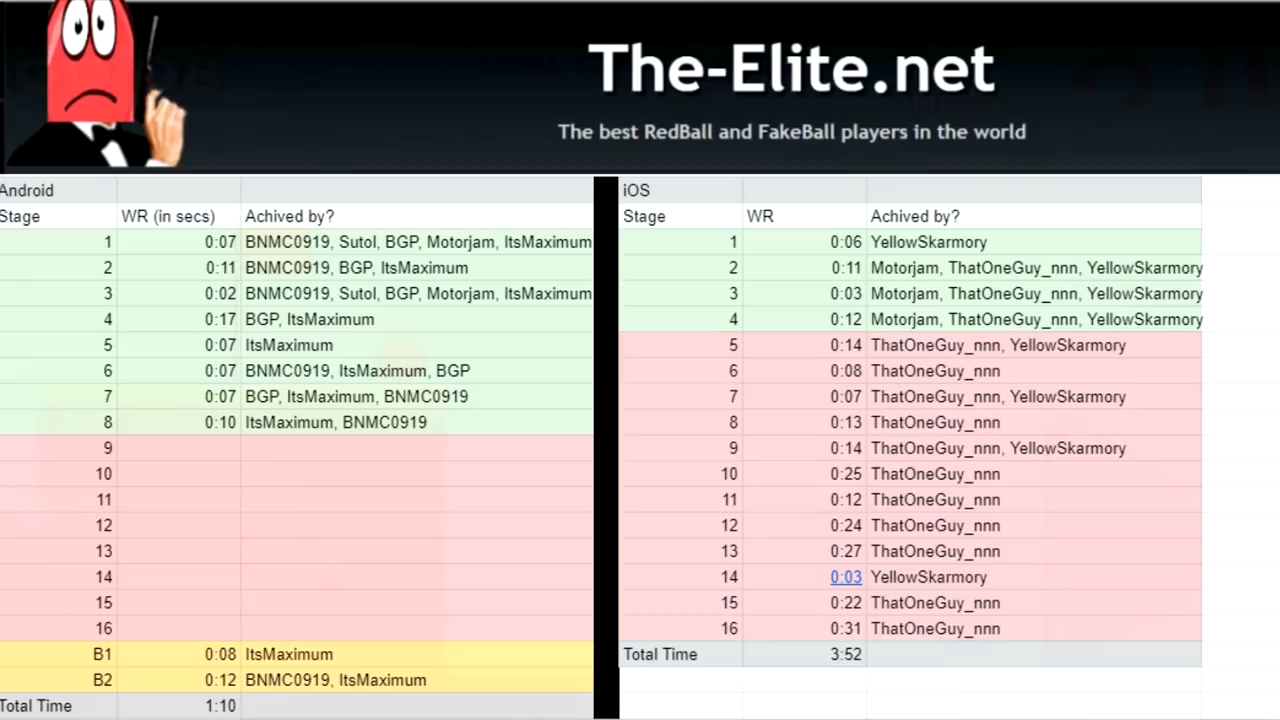 The-Elite.net
The best RedBall and FakeBall players in the world
Android
Stage WR (in secs) Achived by?
1 0:07 BNMC0919, Sutol, BGP, Motorjam, ItsMaximum
2 0:11 BNMC0919, BGP, ItsMaximum
3 0:02 BNMC0919, Sutol, BGP, Motorjam, ItsMaximum
4 0:17 BGP, ItsMaximum
5 0:07 ItsMaximum
6 0:07 BNMC0919, ItsMaximum, BGP
7 0:07 BGP, ItsMaximum, BNMC0919
8 0:10 ItsMaximum, BNMC0919
9
10
11
12
13
14
15
16
B1 0:08 ItsMaximum
B2 0:12 BNMC0919, ItsMaximum
Total Time 1:10
iOS
Stage WR Achived by?
1 0:06 YellowSkarmory
2 0:11 Motorjam, ThatOneGuy_nnn, YellowSkarmory
3 0:03 Motorjam, ThatOneGuy_nnn, YellowSkarmory
4 0:12 Motorjam, ThatOneGuy_nnn, YellowSkarmory
5 0:14 ThatOneGuy_nnn, YellowSkarmory
6 0:08 ThatOneGuy_nnn
7 0:07 ThatOneGuy_nnn, YellowSkarmory
8 0:13 ThatOneGuy_nnn
9 0:14 ThatOneGuy_nnn, YellowSkarmory
10 0:25 ThatOneGuy_nnn
11 0:12 ThatOneGuy_nnn
12 0:24 ThatOneGuy_nnn
13 0:27 ThatOneGuy_nnn
14 0:03 YellowSkarmory
15 0:22 ThatOneGuy_nnn
16 0:31 ThatOneGuy_nnn
Total Time 3:52